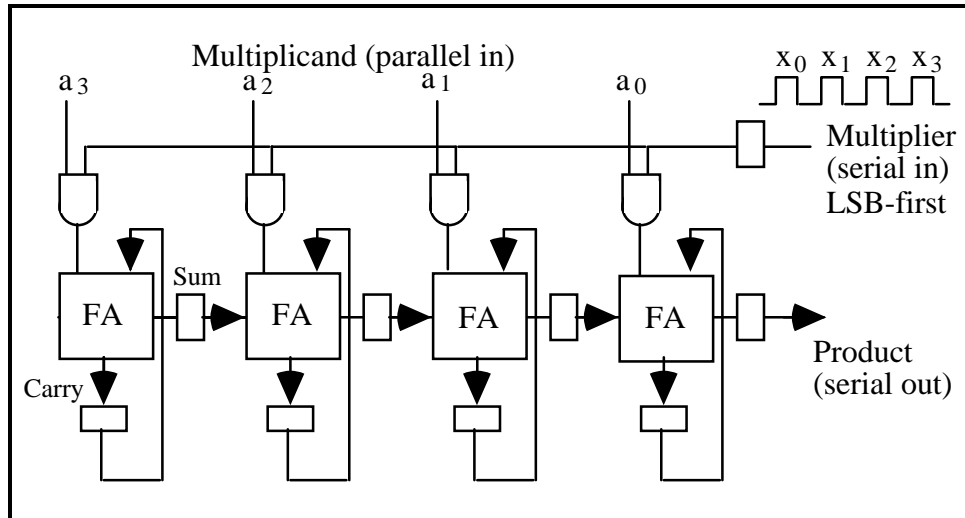 Multiplicand (parallel in)
x0 x1 x2 x3
a3 a2 a1 a0
Multiplier
(serial in)
LSB-first
Sum
FA FA FA FA
Carry
Product
(serial out)